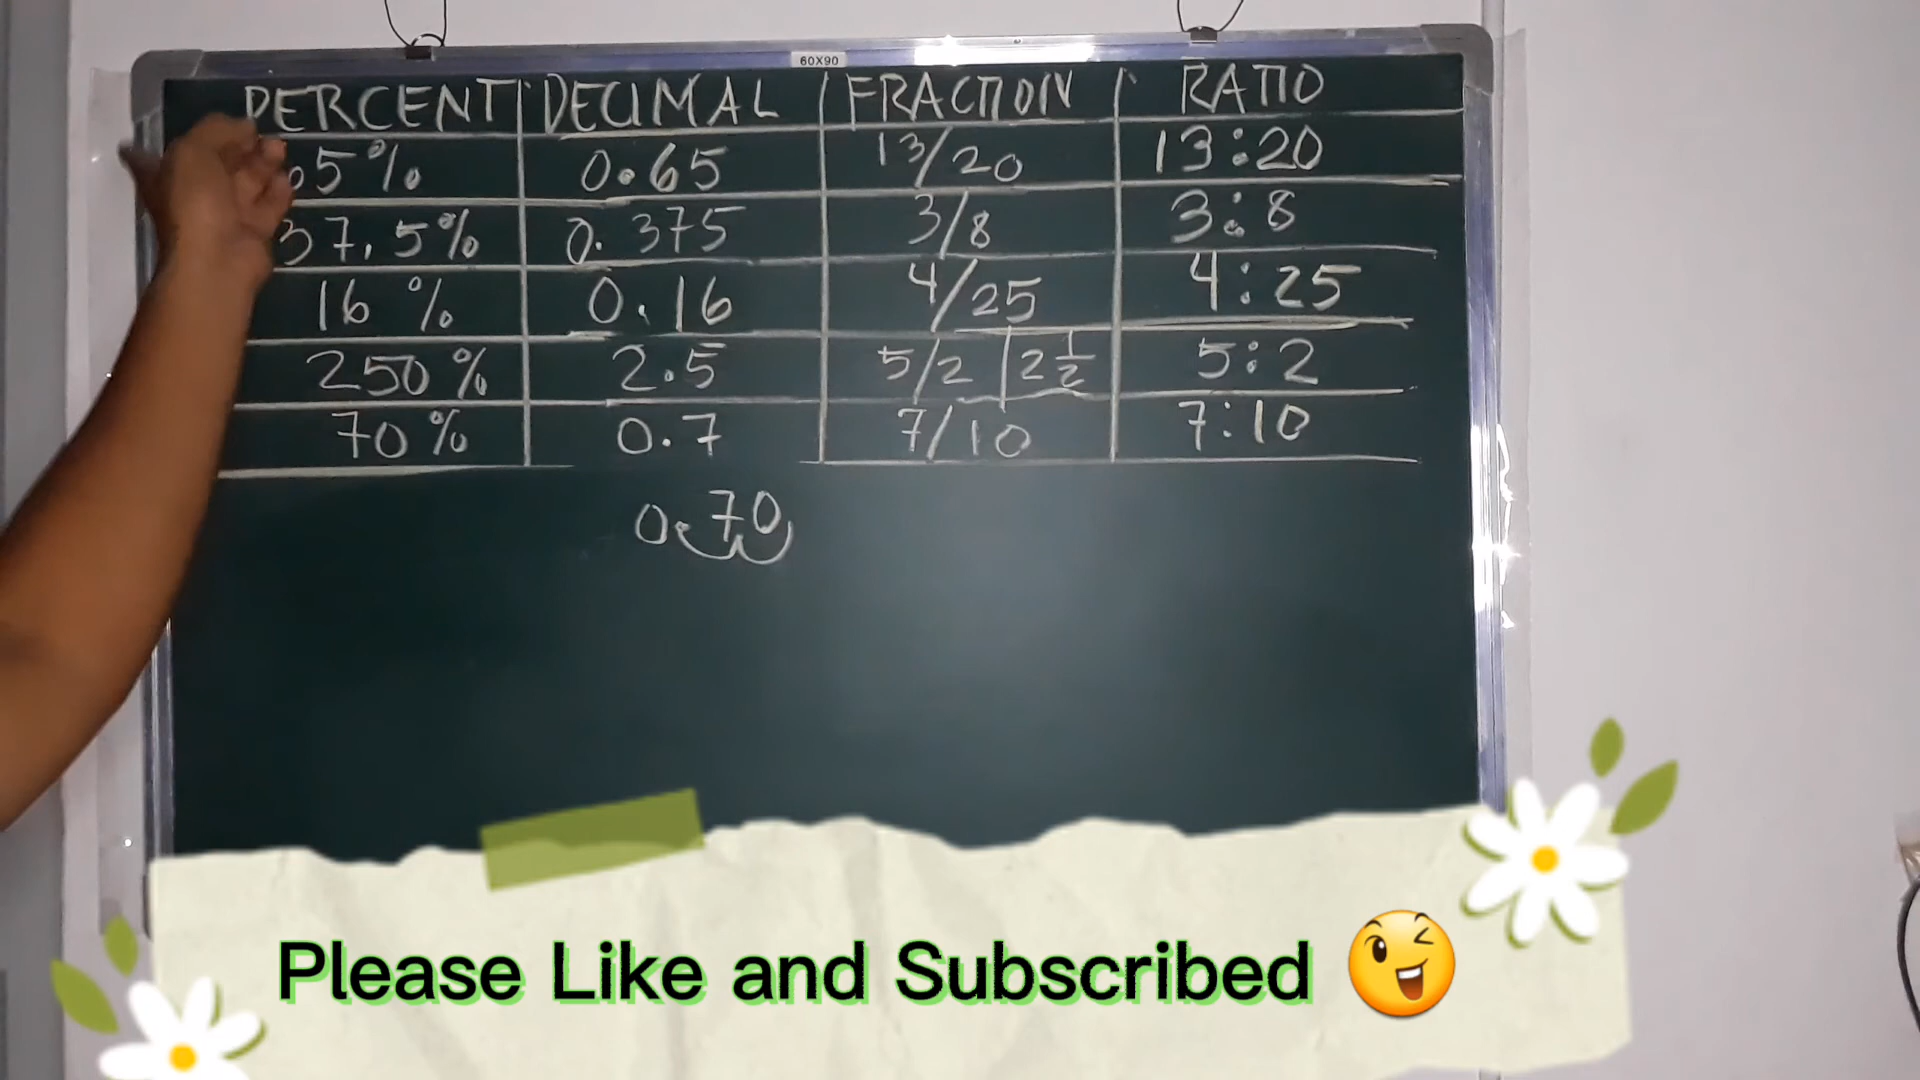 60X90
PERCENT DECIMAL FRACTION RATIO
65% 0.65 13/20 13:20
37.5% 0.375 3/8 3:8
16% 0.16 4/25 4:25
250% 2.5 5/2 2 1/2 5:2
70% 0.7 7/10 7:10
0.70
Please Like and Subscribed 😉